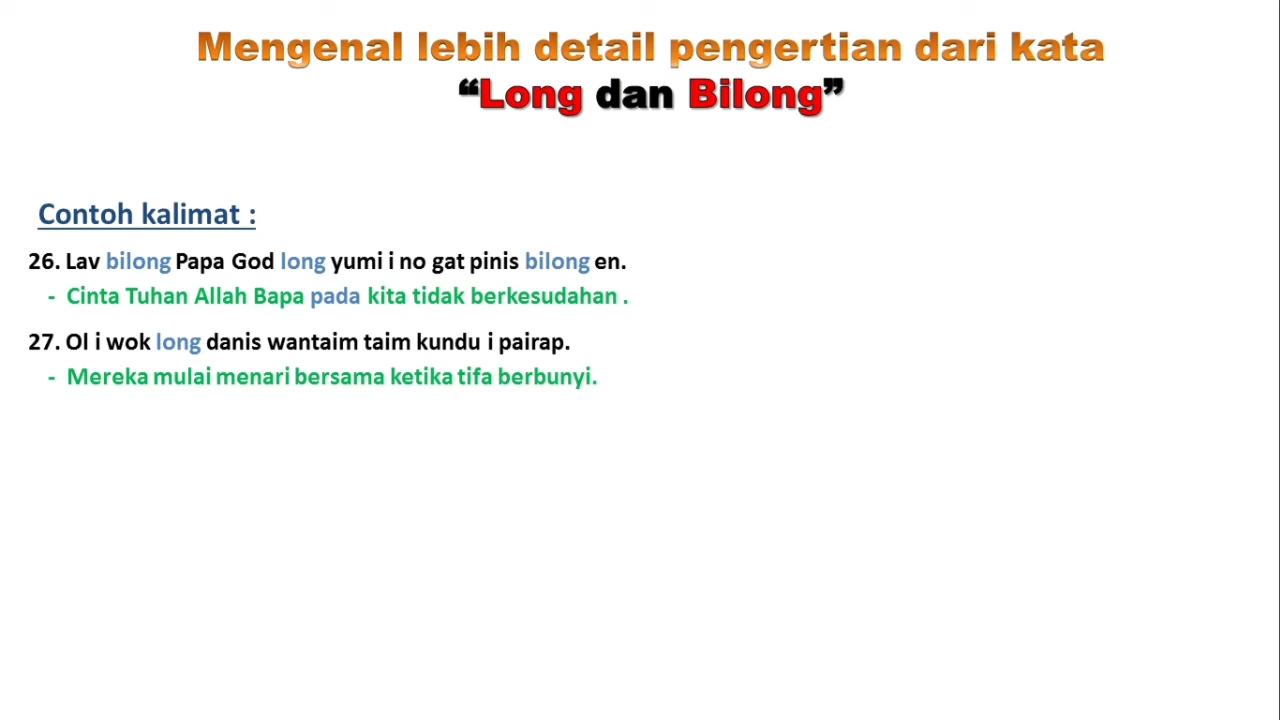 Mengenal lebih detail pengertian dari kata
“Long dan Bilong”
Contoh kalimat :
26. Lav bilong Papa God long yumi i no gat pinis bilong en.
- Cinta Tuhan Allah Bapa pada kita tidak berkesudahan .
27. Ol i wok long danis wantaim taim kundu i pairap.
- Mereka mulai menari bersama ketika tifa berbunyi.